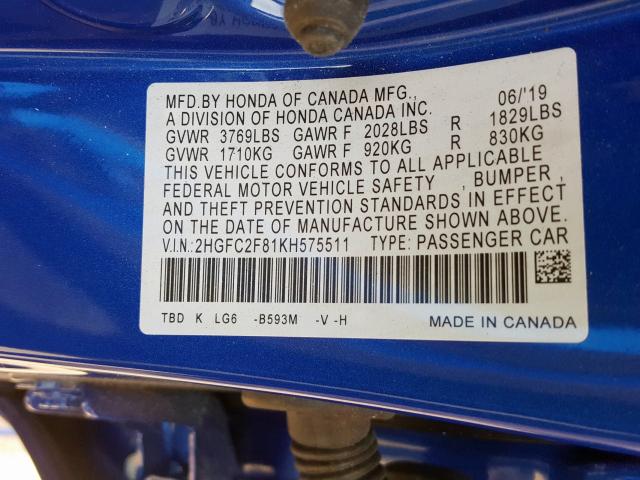 MFD.BY HONDA OF CANADA MFG., 06/'19
A DIVISION OF HONDA CANADA INC.
GVWR 3769LBS GAWR F 2028LBS R 1829LBS
GVWR 1710KG GAWR F 920KG R 830KG
THIS VEHICLE CONFORMS TO ALL APPLICABLE
FEDERAL MOTOR VEHICLE SAFETY , BUMPER ,
AND THEFT PREVENTION STANDARDS IN EFFECT
ON THE DATE OF MANUFACTURE SHOWN ABOVE.
V.I.N.:2HGFC2F81KH575511 TYPE: PASSENGER CAR
TBD K LG6 -B593M -V -H MADE IN CANADA